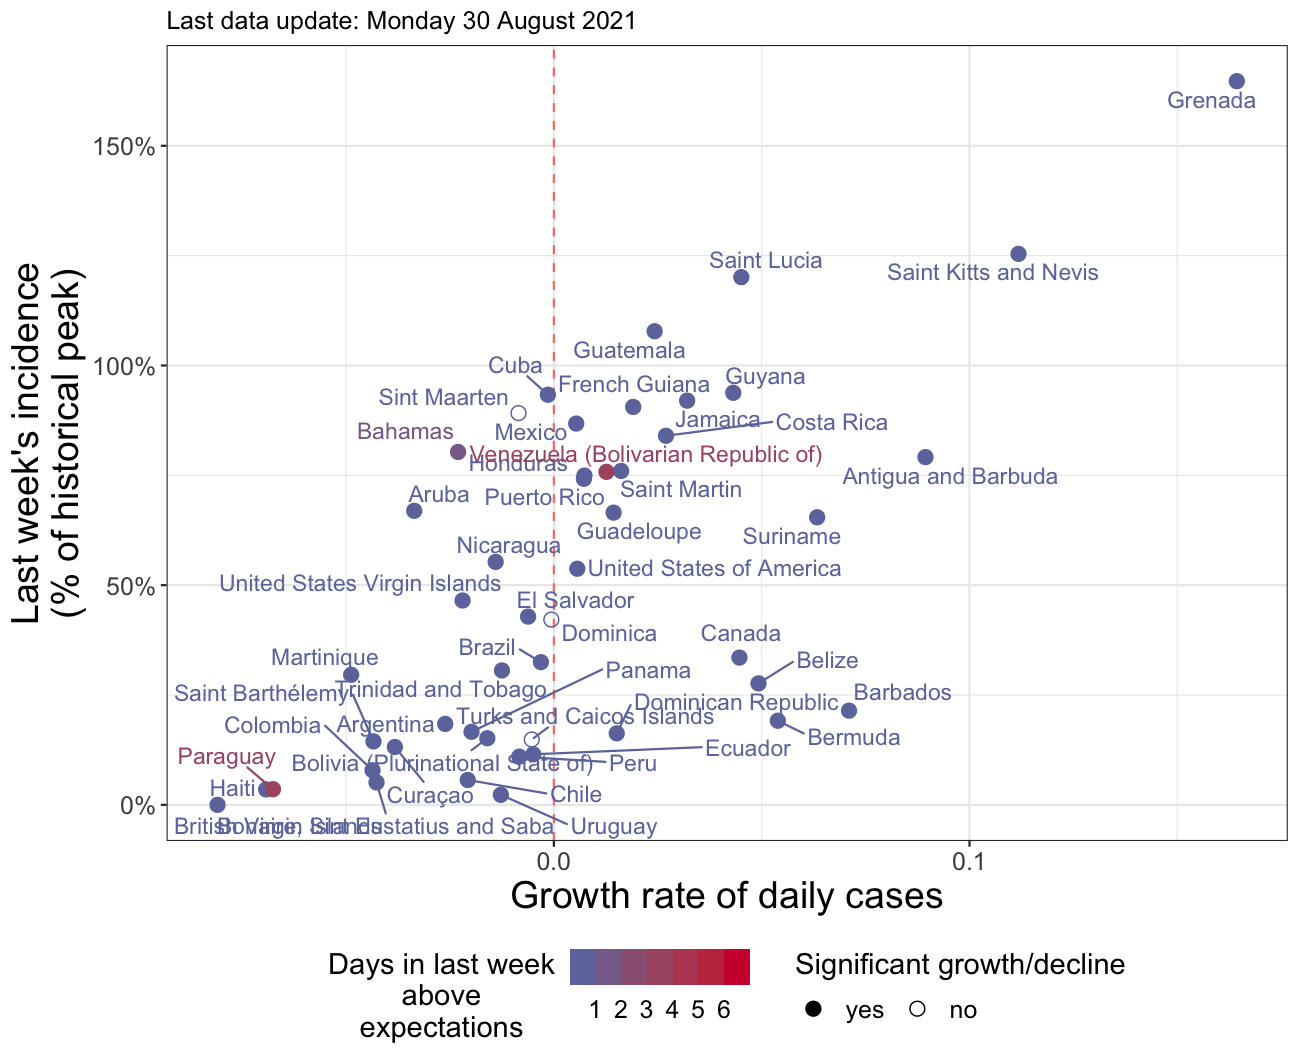 Last data update: Monday 30 August 2021
Last week's incidence
(% of historical peak)
150%
100%
50%
0%
Grenada
Saint Lucia
Saint Kitts and Nevis
Guatemala
Cuba
French Guiana
Guyana
Sint Maarten
Jamaica
Costa Rica
Bahamas
Mexico
Venezuela (Bolivarian Republic of)
Honduras
Antigua and Barbuda
Aruba
Puerto Rico
Saint Martin
Guadeloupe
Suriname
Nicaragua
United States of America
United States Virgin Islands
El Salvador
Dominica
Canada
Brazil
Martinique
Panama
Belize
Saint Barthélemy
Trinidad and Tobago
Barbados
Dominican Republic
Colombia
Argentina
Turks and Caicos Islands
Bermuda
Ecuador
Paraguay
Bolivia (Plurinational State of)
Peru
Haiti
Curaçao
Chile
British Virgin Islands
Bonaire, Sint Eustatius and Saba
Uruguay
0.0
0.1
Growth rate of daily cases
Days in last week
above
expectations
1 2 3 4 5 6
Significant growth/decline
yes
no